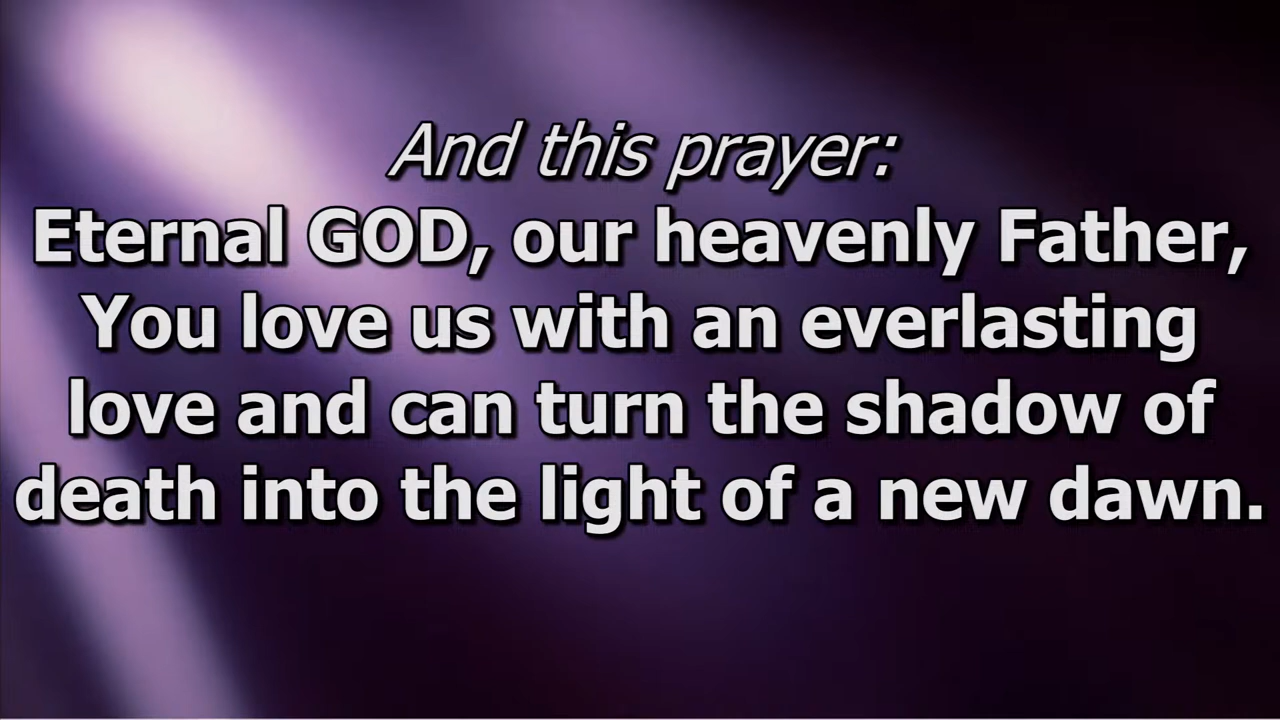 And this prayer:
Eternal GOD, our heavenly Father,
You love us with an everlasting
love and can turn the shadow of
death into the light of a new dawn.